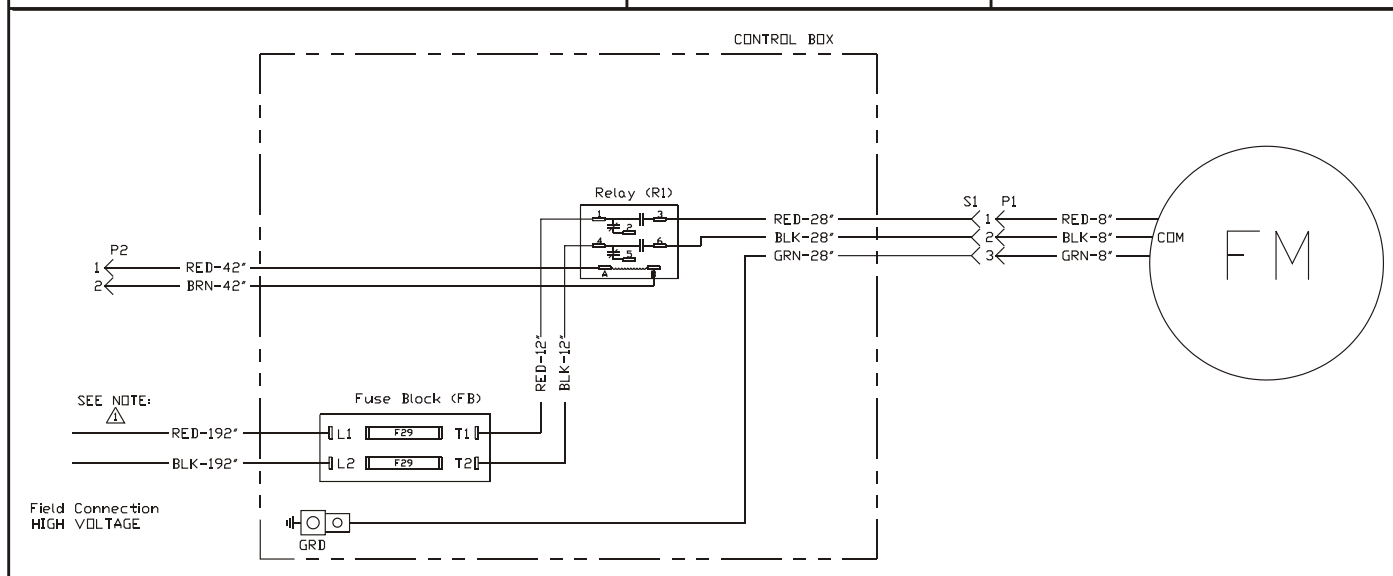 CONTROL BOX
Relay (R1)
1 3
2
4 6
5
A B
RED-28"
BLK-28"
GRN-28"
S1 P1
1
2
3
RED-8"
BLK-8"
GRN-8"
COM
FM
P2
1 RED-42"
2 BRN-42"
RED-12"
BLK-12"
SEE NOTE:
1
Fuse Block (FB)
RED-192" L1 F29 T1
BLK-192" L2 F29 T2
Field Connection
HIGH VOLTAGE
GRD